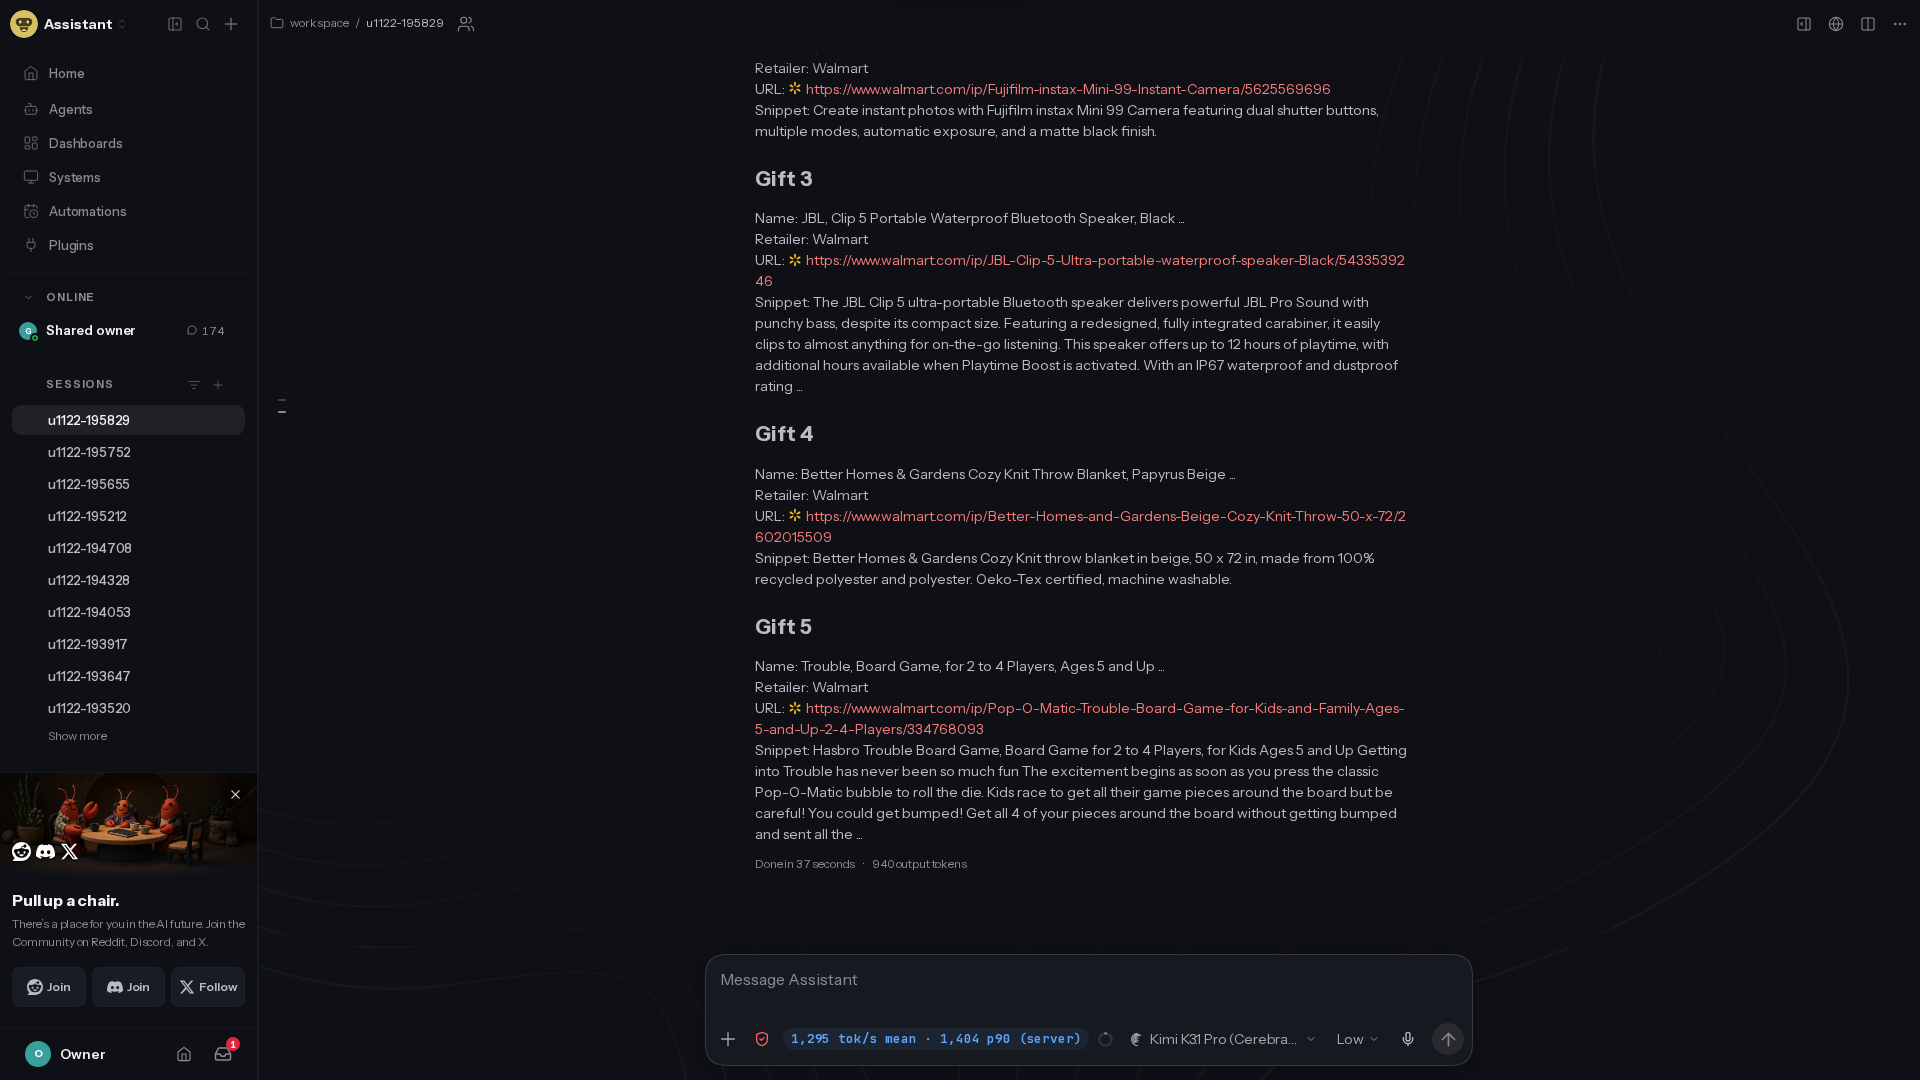 Assistant
Home
Agents
Dashboards
Systems
Automations
Plugins
ONLINE
G
Shared owner
174
SESSIONS
u1122-195829
u1122-195752
u1122-195655
u1122-195212
u1122-194708
u1122-194328
u1122-194053
u1122-193917
u1122-193647
u1122-193520
Show more
Pull up a chair.
There's a place for you in the AI future. Join the
Community on Reddit, Discord, and X.
Join
Join
Follow
O
Owner
1
workspace / u1122-195829
Retailer: Walmart
URL: https://www.walmart.com/ip/Fujifilm-instax-Mini-99-Instant-Camera/5625569696
Snippet: Create instant photos with Fujifilm instax Mini 99 Camera featuring dual shutter buttons,
multiple modes, automatic exposure, and a matte black finish.
Gift 3
Name: JBL, Clip 5 Portable Waterproof Bluetooth Speaker, Black ...
Retailer: Walmart
URL: https://www.walmart.com/ip/JBL-Clip-5-Ultra-portable-waterproof-speaker-Black/54335392
46
Snippet: The JBL Clip 5 ultra-portable Bluetooth speaker delivers powerful JBL Pro Sound with
punchy bass, despite its compact size. Featuring a redesigned, fully integrated carabiner, it easily
clips to almost anything for on-the-go listening. This speaker offers up to 12 hours of playtime, with
additional hours available when Playtime Boost is activated. With an IP67 waterproof and dustproof
rating ...
Gift 4
Name: Better Homes & Gardens Cozy Knit Throw Blanket, Papyrus Beige ...
Retailer: Walmart
URL: https://www.walmart.com/ip/Better-Homes-and-Gardens-Beige-Cozy-Knit-Throw-50-x-72/2
602015509
Snippet: Better Homes & Gardens Cozy Knit throw blanket in beige, 50 x 72 in, made from 100%
recycled polyester and polyester. Oeko-Tex certified, machine washable.
Gift 5
Name: Trouble, Board Game, for 2 to 4 Players, Ages 5 and Up ...
Retailer: Walmart
URL: https://www.walmart.com/ip/Pop-O-Matic-Trouble-Board-Game-for-Kids-and-Family-Ages-
5-and-Up-2-4-Players/334768093
Snippet: Hasbro Trouble Board Game, Board Game for 2 to 4 Players, for Kids Ages 5 and Up Getting
into Trouble has never been so much fun The excitement begins as soon as you press the classic
Pop-O-Matic bubble to roll the die. Kids race to get all their game pieces around the board but be
careful! You could get bumped! Get all 4 of your pieces around the board without getting bumped
and sent all the ...
Done in 37 seconds · 940 output tokens
Message Assistant
1,295 tok/s mean · 1,404 p90 (server)
Kimi K3.1 Pro (Cerebra...
Low